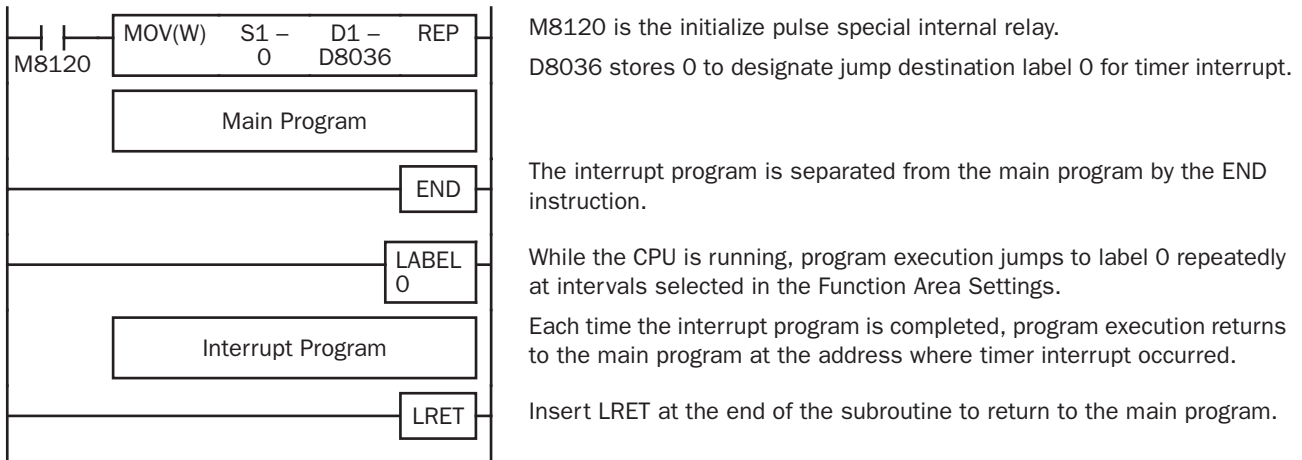 MOV(W) S1 – D1 – REP
0 D8036
M8120
M8120 is the initialize pulse special internal relay.
D8036 stores 0 to designate jump destination label 0 for timer interrupt.
Main Program
END
The interrupt program is separated from the main program by the END
instruction.
LABEL
0
While the CPU is running, program execution jumps to label 0 repeatedly
at intervals selected in the Function Area Settings.
Interrupt Program
Each time the interrupt program is completed, program execution returns
to the main program at the address where timer interrupt occurred.
LRET
Insert LRET at the end of the subroutine to return to the main program.